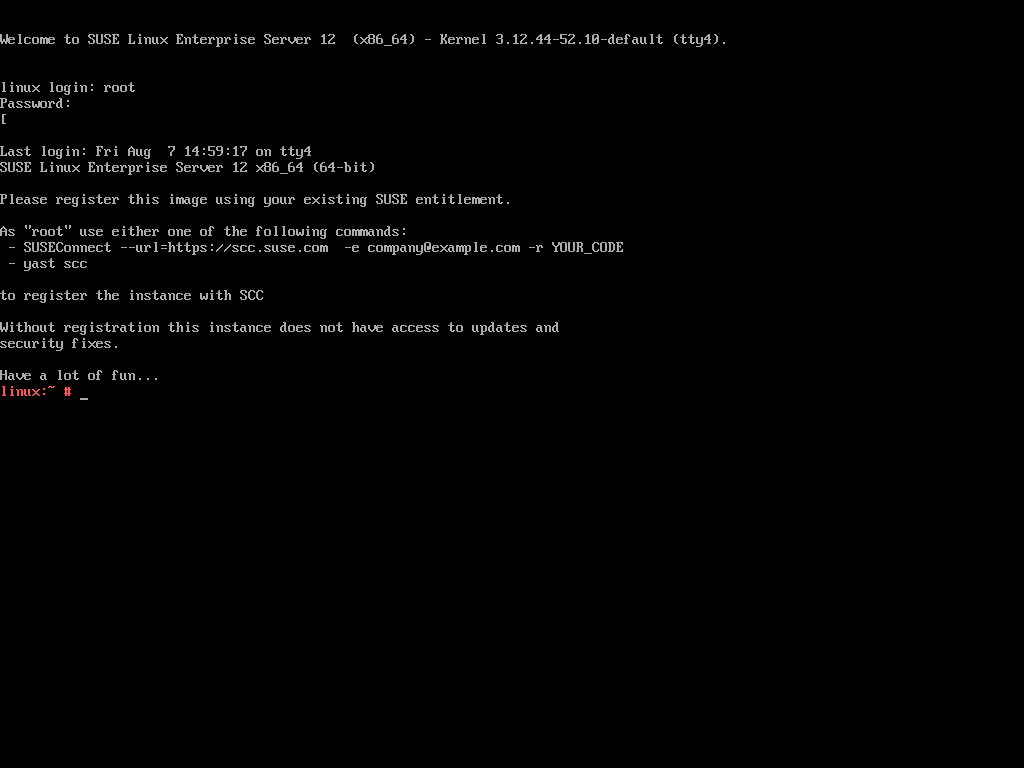 Welcome to SUSE Linux Enterprise Server 12  (x86_64) - Kernel 3.12.44-52.10-default (tty4).
linux login: root
Password:
[
Last login: Fri Aug  7 14:59:17 on tty4
SUSE Linux Enterprise Server 12 x86_64 (64-bit)
Please register this image using your existing SUSE entitlement.
As "root" use either one of the following commands:
 - SUSEConnect --url=https://scc.suse.com  -e company@example.com -r YOUR_CODE
 - yast scc
to register the instance with SCC
Without registration this instance does not have access to updates and
security fixes.
Have a lot of fun...
linux:~ # _